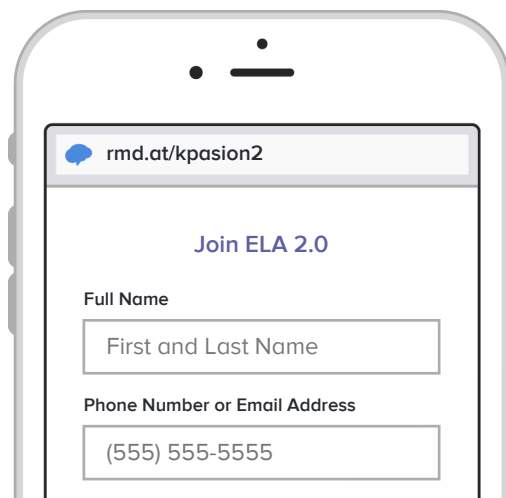 rmd.at/kpasion2
Join ELA 2.0
Full Name
First and Last Name
Phone Number or Email Address
(555) 555-5555